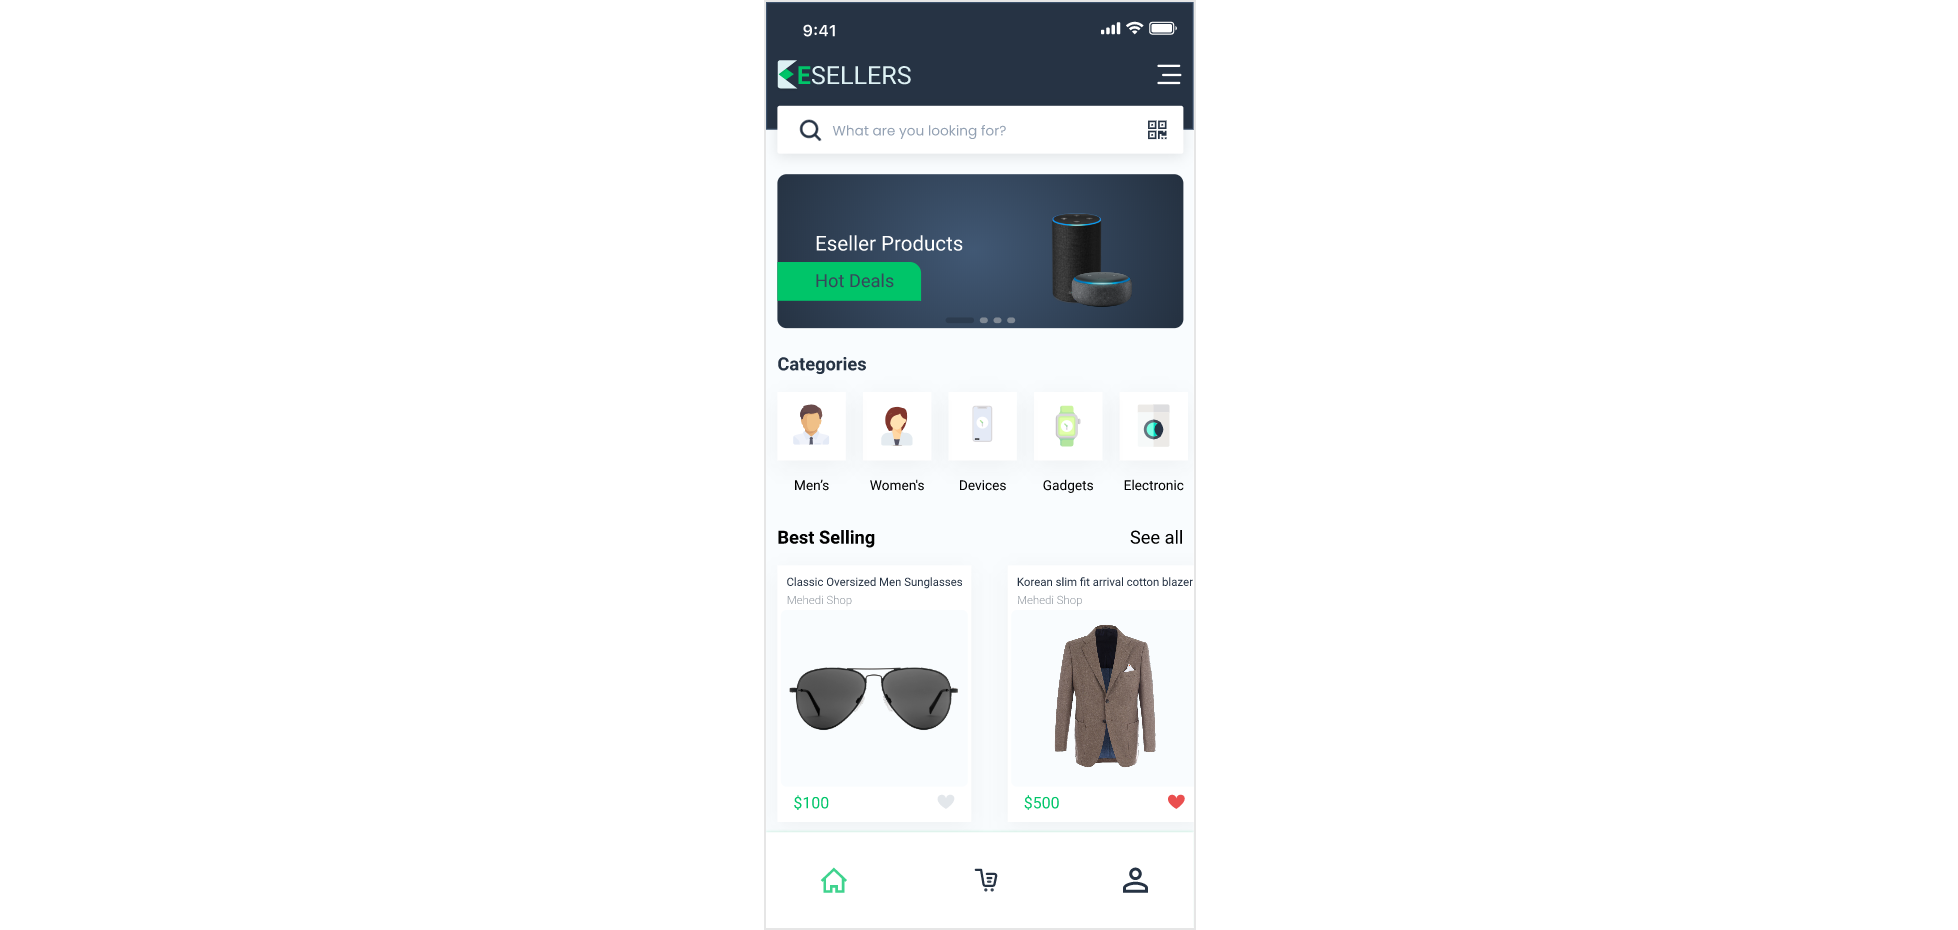 9:41
ESELLERS
What are you looking for?
Eseller Products
Hot Deals
Categories
Men’s
Women's
Devices
Gadgets
Electronic
Best Selling
See all
Classic Oversized Men Sunglasses
Mehedi Shop
Korean slim fit arrival cotton blazer
Mehedi Shop
$100
$500